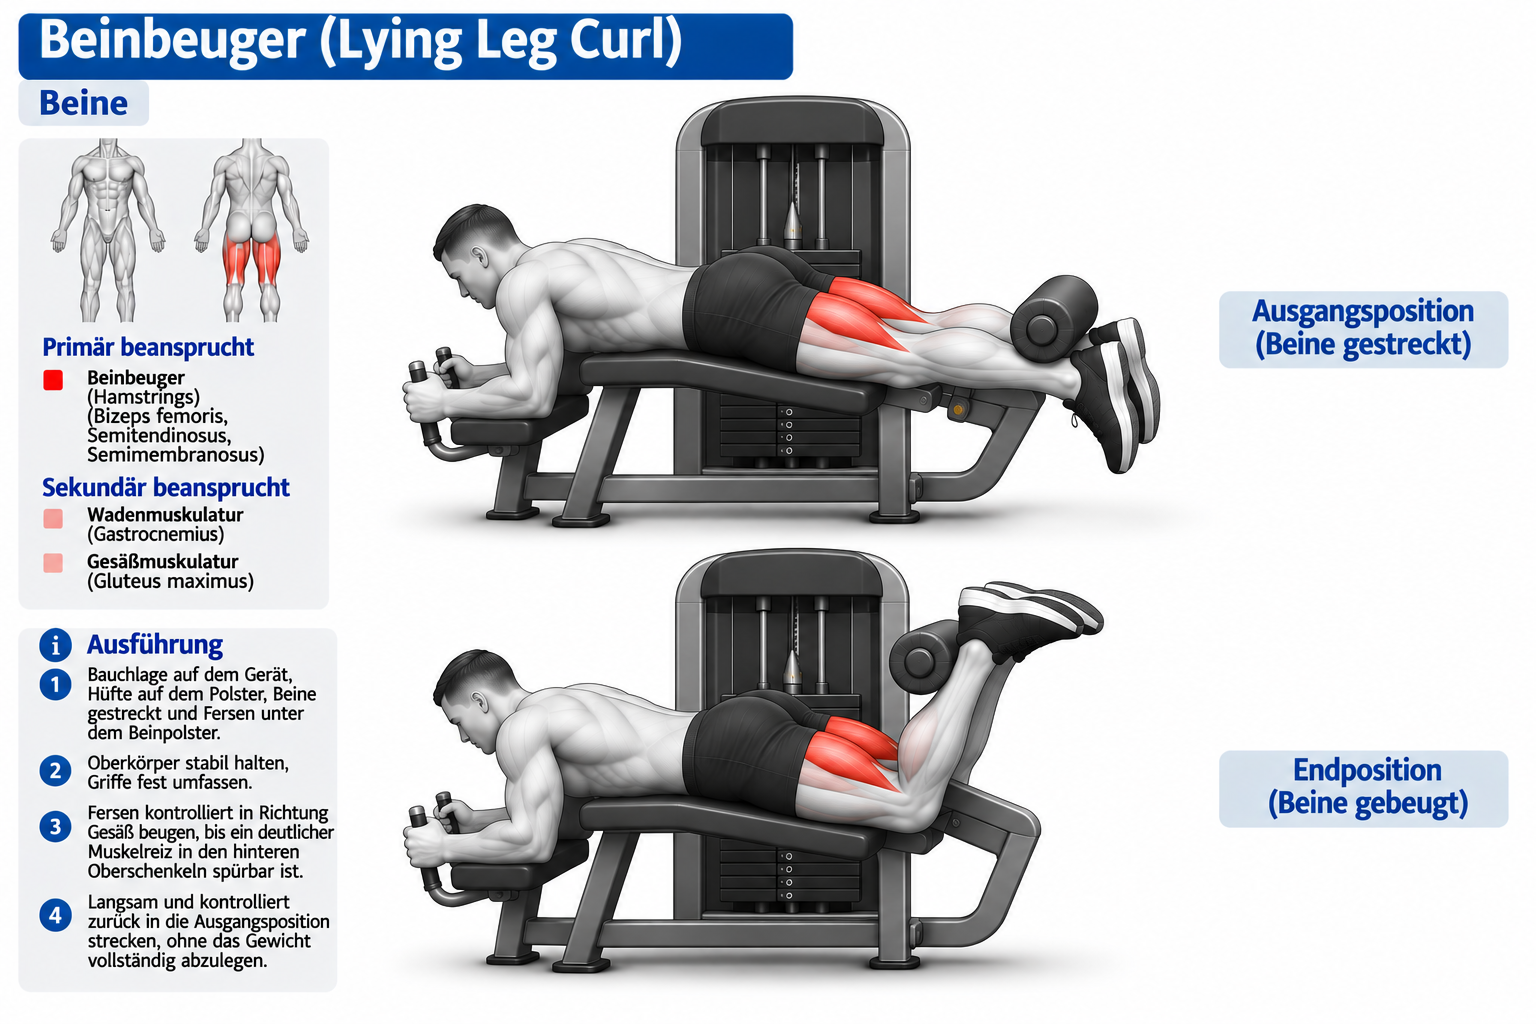 Beinbeuger (Lying Leg Curl)
Beine
Primär beansprucht
Beinbeuger
(Hamstrings)
(Bizeps femoris,
Semitendinosus,
Semimembranosus)
Sekundär beansprucht
Wadenmuskulatur
(Gastrocnemius)
Gesäßmuskulatur
(Gluteus maximus)
i Ausführung
1 Bauchlage auf dem Gerät,
Hüfte auf dem Polster, Beine
gestreckt und Fersen unter
dem Beinpolster.
2 Oberkörper stabil halten,
Griffe fest umfassen.
3 Fersen kontrolliert in Richtung
Gesäß beugen, bis ein deutlicher
Muskelreiz in den hinteren
Oberschenkeln spürbar ist.
4 Langsam und kontrolliert
zurück in die Ausgangsposition
strecken, ohne das Gewicht
vollständig abzulegen.
Ausgangsposition
(Beine gestreckt)
Endposition
(Beine gebeugt)